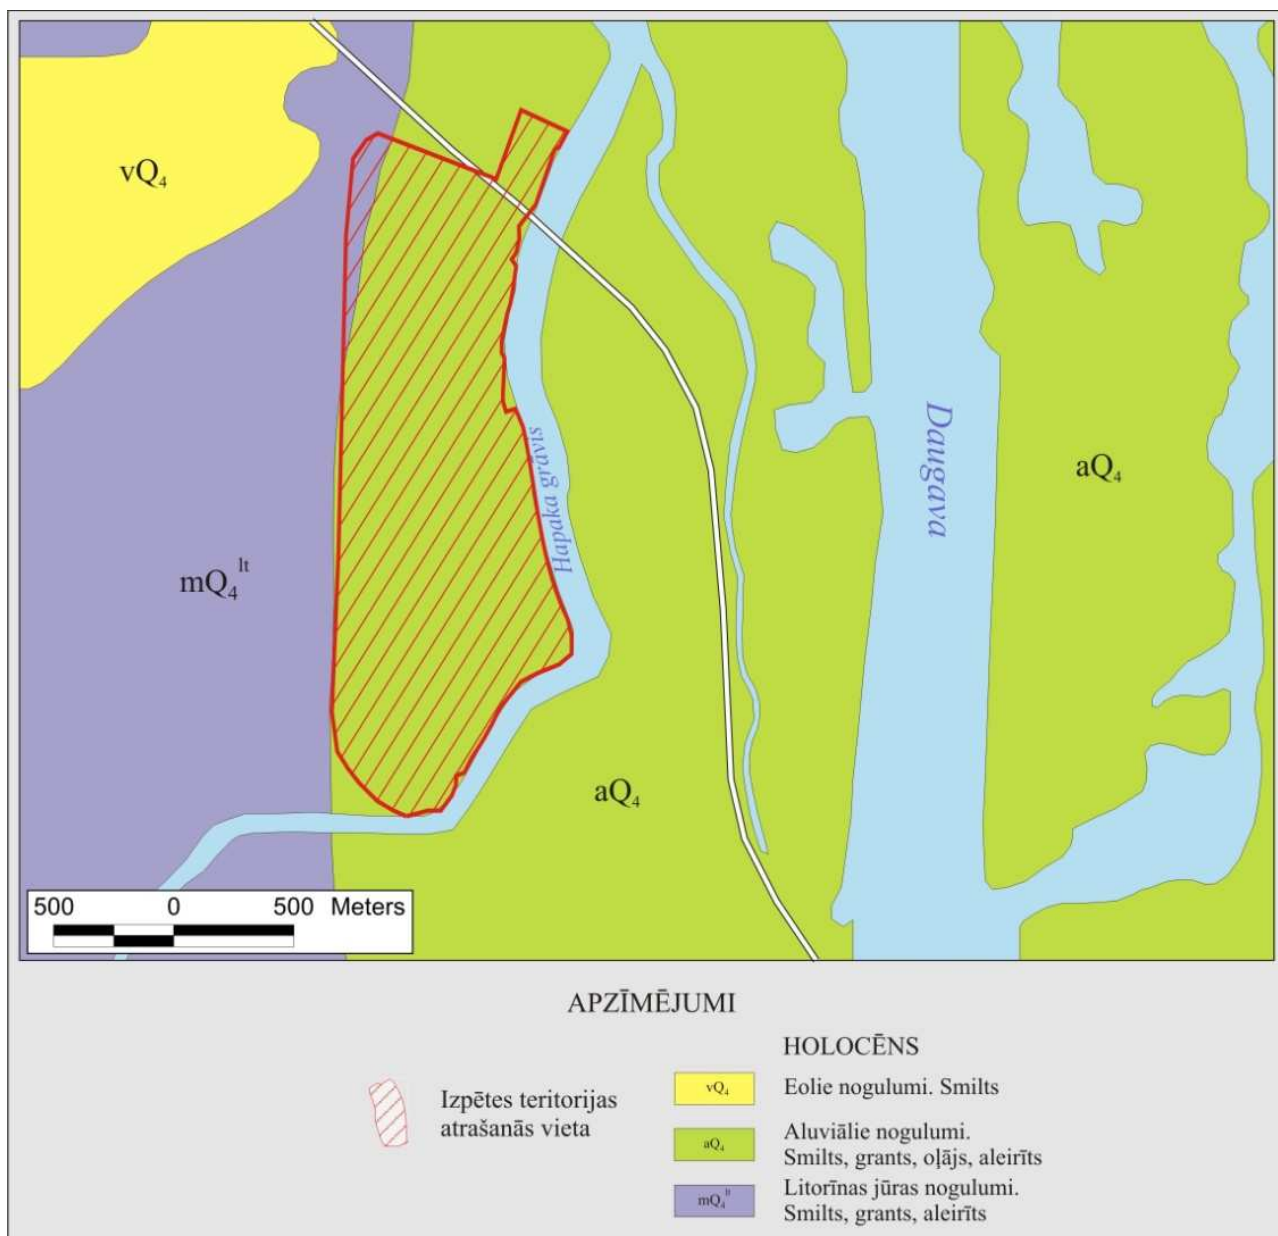 vQ₄
Hapaka grāvis
Daugava
aQ₄
mQ₄ˡᵗ
aQ₄
500 0 500 Meters
APZĪMĒJUMI
HOLOCĒNS
Izpētes teritorijas
atrašanās vieta
vQ₄ Eolie nogulumi. Smilts
aQ₄ Aluviālie nogulumi.
Smilts, grants, oļājs, aleirīts
mQ₄ˡᵗ Litorīnas jūras nogulumi.
Smilts, grants, aleirīts